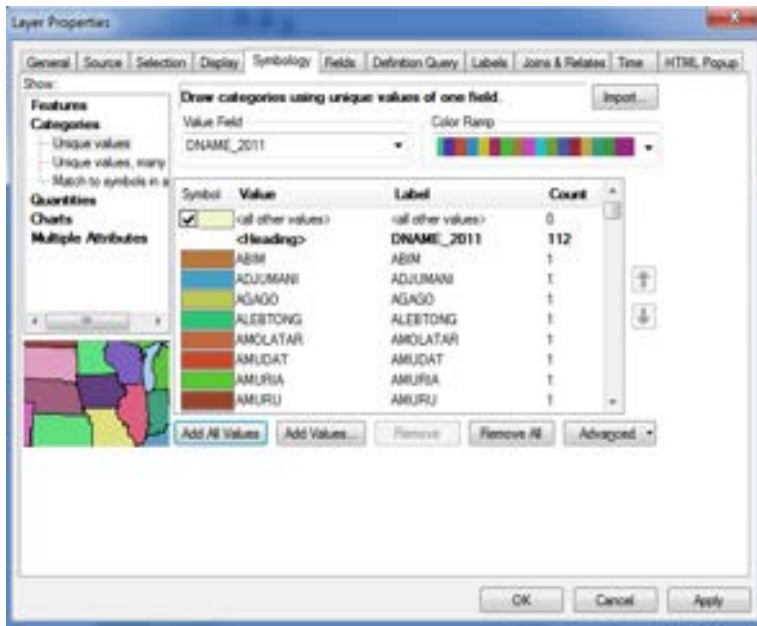 Layer Properties
General Source Selection Display Symbology Fields Definition Query Labels Joins & Relates Time HTML Popup
Show:
Features
Categories
Unique values
Unique values, many
Match to symbols in a
Quantities
Charts
Multiple Attributes
Draw categories using unique values of one field.
Import...
Value Field
Color Ramp
DNAME_2011
Symbol Value Label Count
<all other values> <all other values> 0
<Heading> DNAME_2011 112
ABIM ABIM 1
ADJUMANI ADJUMANI 1
AGAGO AGAGO 1
ALEBTONG ALEBTONG 1
AMOLATAR AMOLATAR 1
AMUDAT AMUDAT 1
AMURIA AMURIA 1
AMURU AMURU 1
Add All Values Add Values... Remove Remove All Advanced
OK Cancel Apply